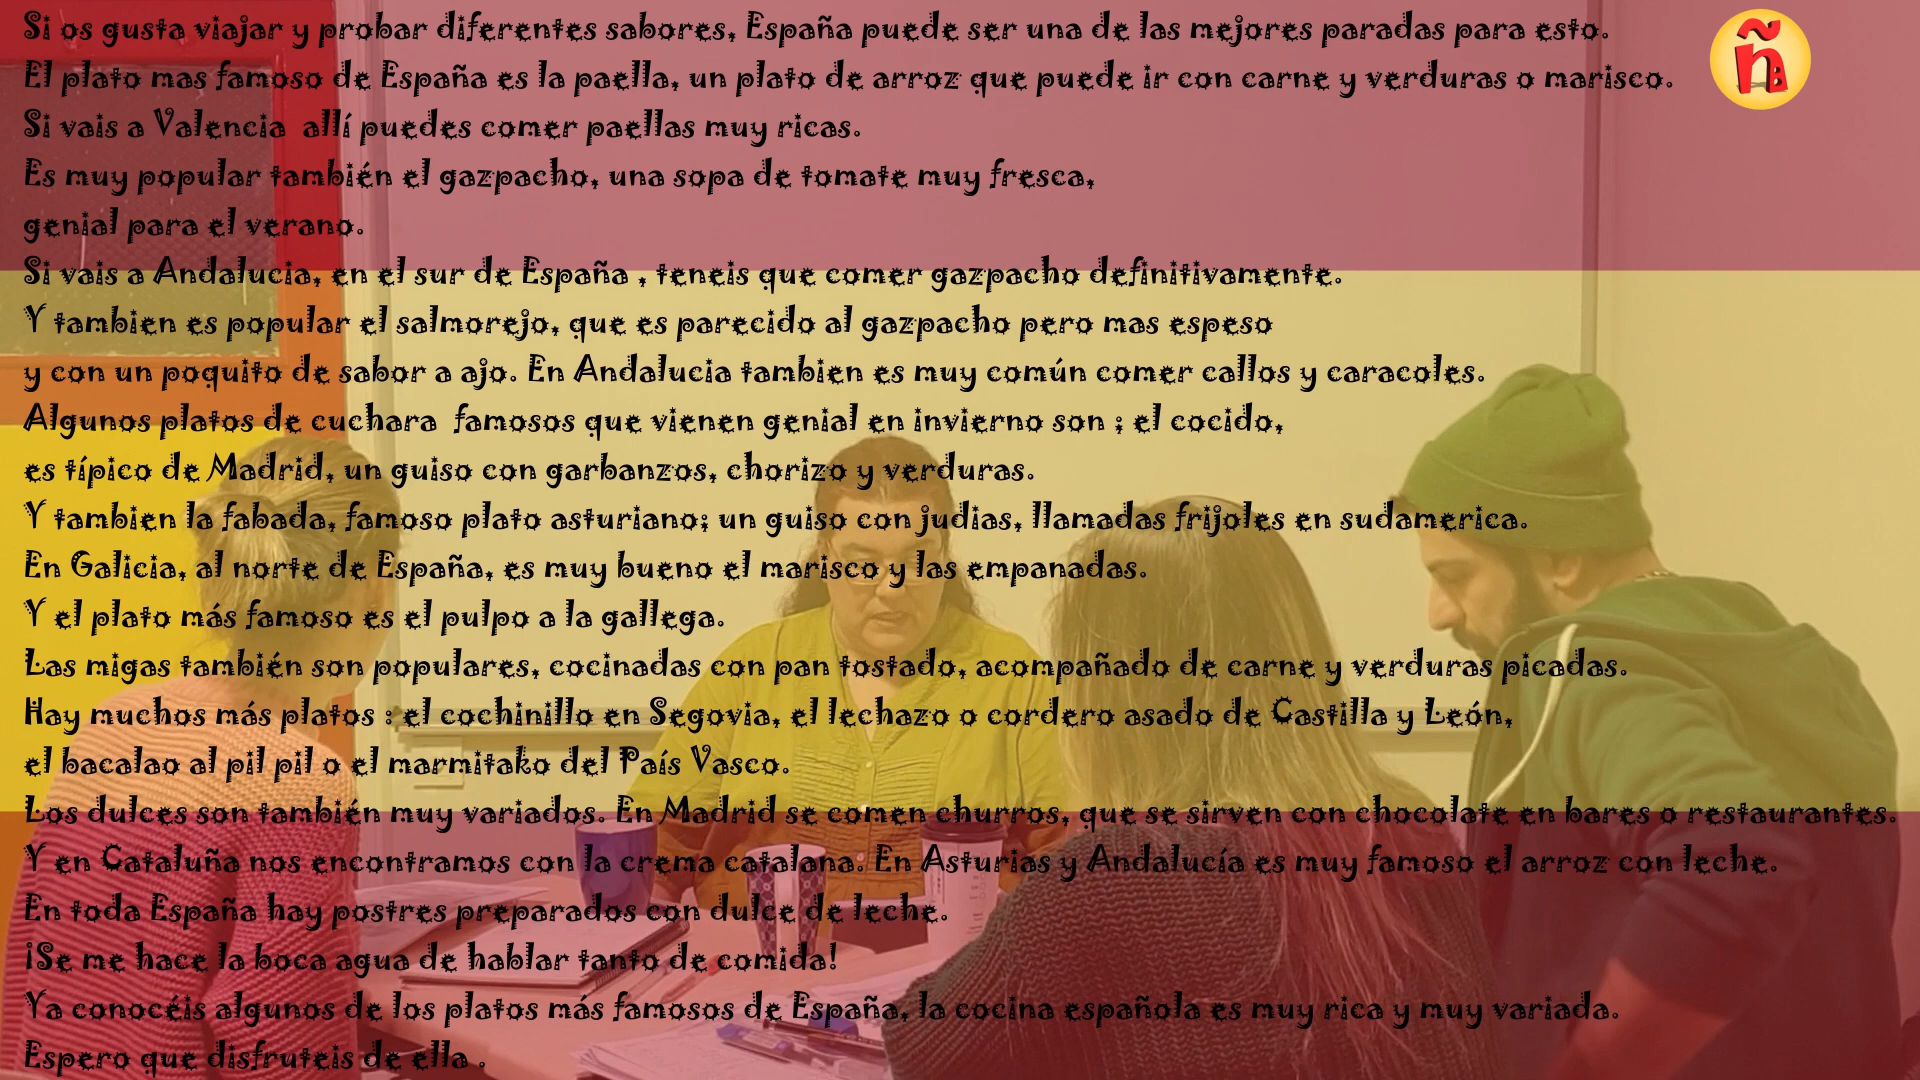 Si os gusta viajar y probar diferentes sabores, España puede ser una de las mejores paradas para esto.
El plato mas famoso de España es la paella, un plato de arroz que puede ir con carne y verduras o marisco.
Si vais a Valencia  allí puedes comer paellas muy ricas.
Es muy popular también el gazpacho, una sopa de tomate muy fresca,
genial para el verano.
Si vais a Andalucia, en el sur de España , teneis que comer gazpacho definitivamente.
Y tambien es popular el salmorejo, que es parecido al gazpacho pero mas espeso
y con un poquito de sabor a ajo. En Andalucia tambien es muy común comer callos y caracoles.
Algunos platos de cuchara  famosos que vienen genial en invierno son ; el cocido,
es típico de Madrid, un guiso con garbanzos, chorizo y verduras.
Y tambien la fabada, famoso plato asturiano; un guiso con judias, llamadas frijoles en sudamerica.
En Galicia, al norte de España, es muy bueno el marisco y las empanadas.
Y el plato más famoso es el pulpo a la gallega.
Las migas también son populares, cocinadas con pan tostado, acompañado de carne y verduras picadas.
Hay muchos más platos : el cochinillo en Segovia, el lechazo o cordero asado de Castilla y León,
el bacalao al pil pil o el marmitako del País Vasco.
Los dulces son también muy variados. En Madrid se comen churros, que se sirven con chocolate en bares o restaurantes.
Y en Cataluña nos encontramos con la crema catalana. En Asturias y Andalucía es muy famoso el arroz con leche.
En toda España hay postres preparados con dulce de leche.
¡Se me hace la boca agua de hablar tanto de comida!
Ya conocéis algunos de los platos más famosos de España, la cocina española es muy rica y muy variada.
Espero que disfruteis de ella .
ñ